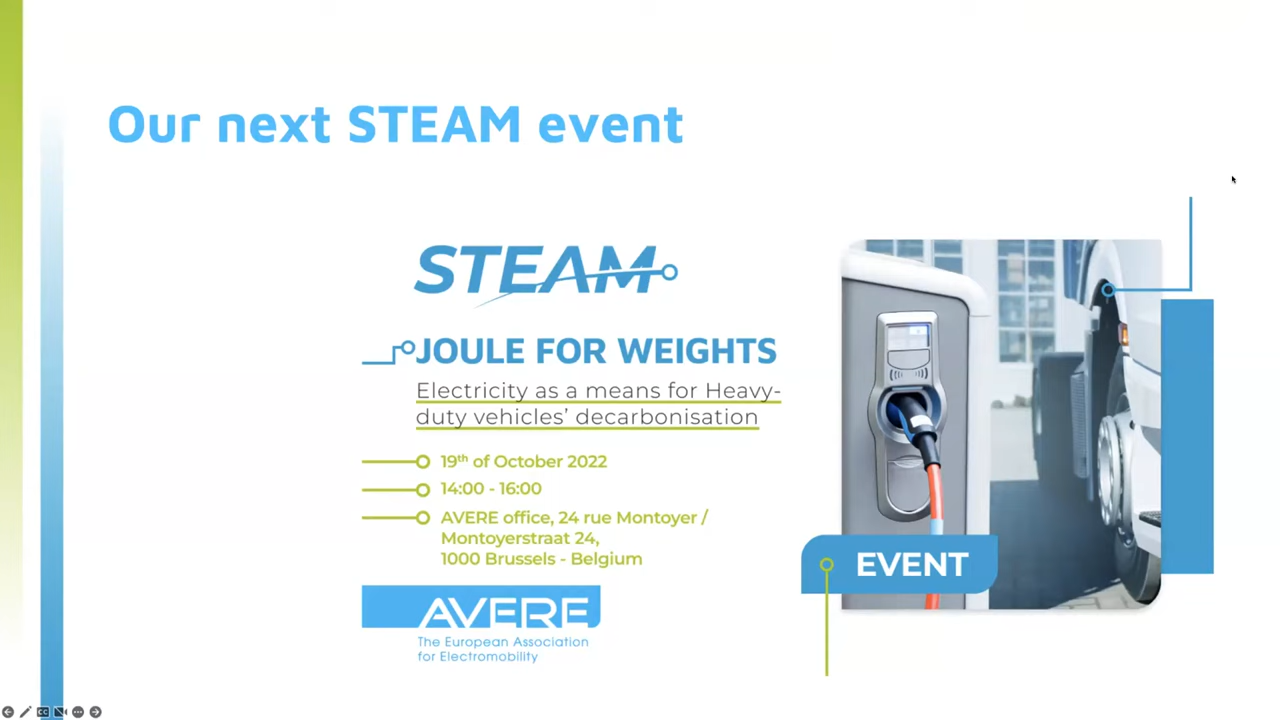 Our next STEAM event
STEAM
JOULE FOR WEIGHTS
Electricity as a means for Heavy-
duty vehicles' decarbonisation
19th of October 2022
14:00 - 16:00
AVERE office, 24 rue Montoyer /
Montoyerstraat 24,
1000 Brussels - Belgium
EVENT
AVERE
The European Association
for Electromobility